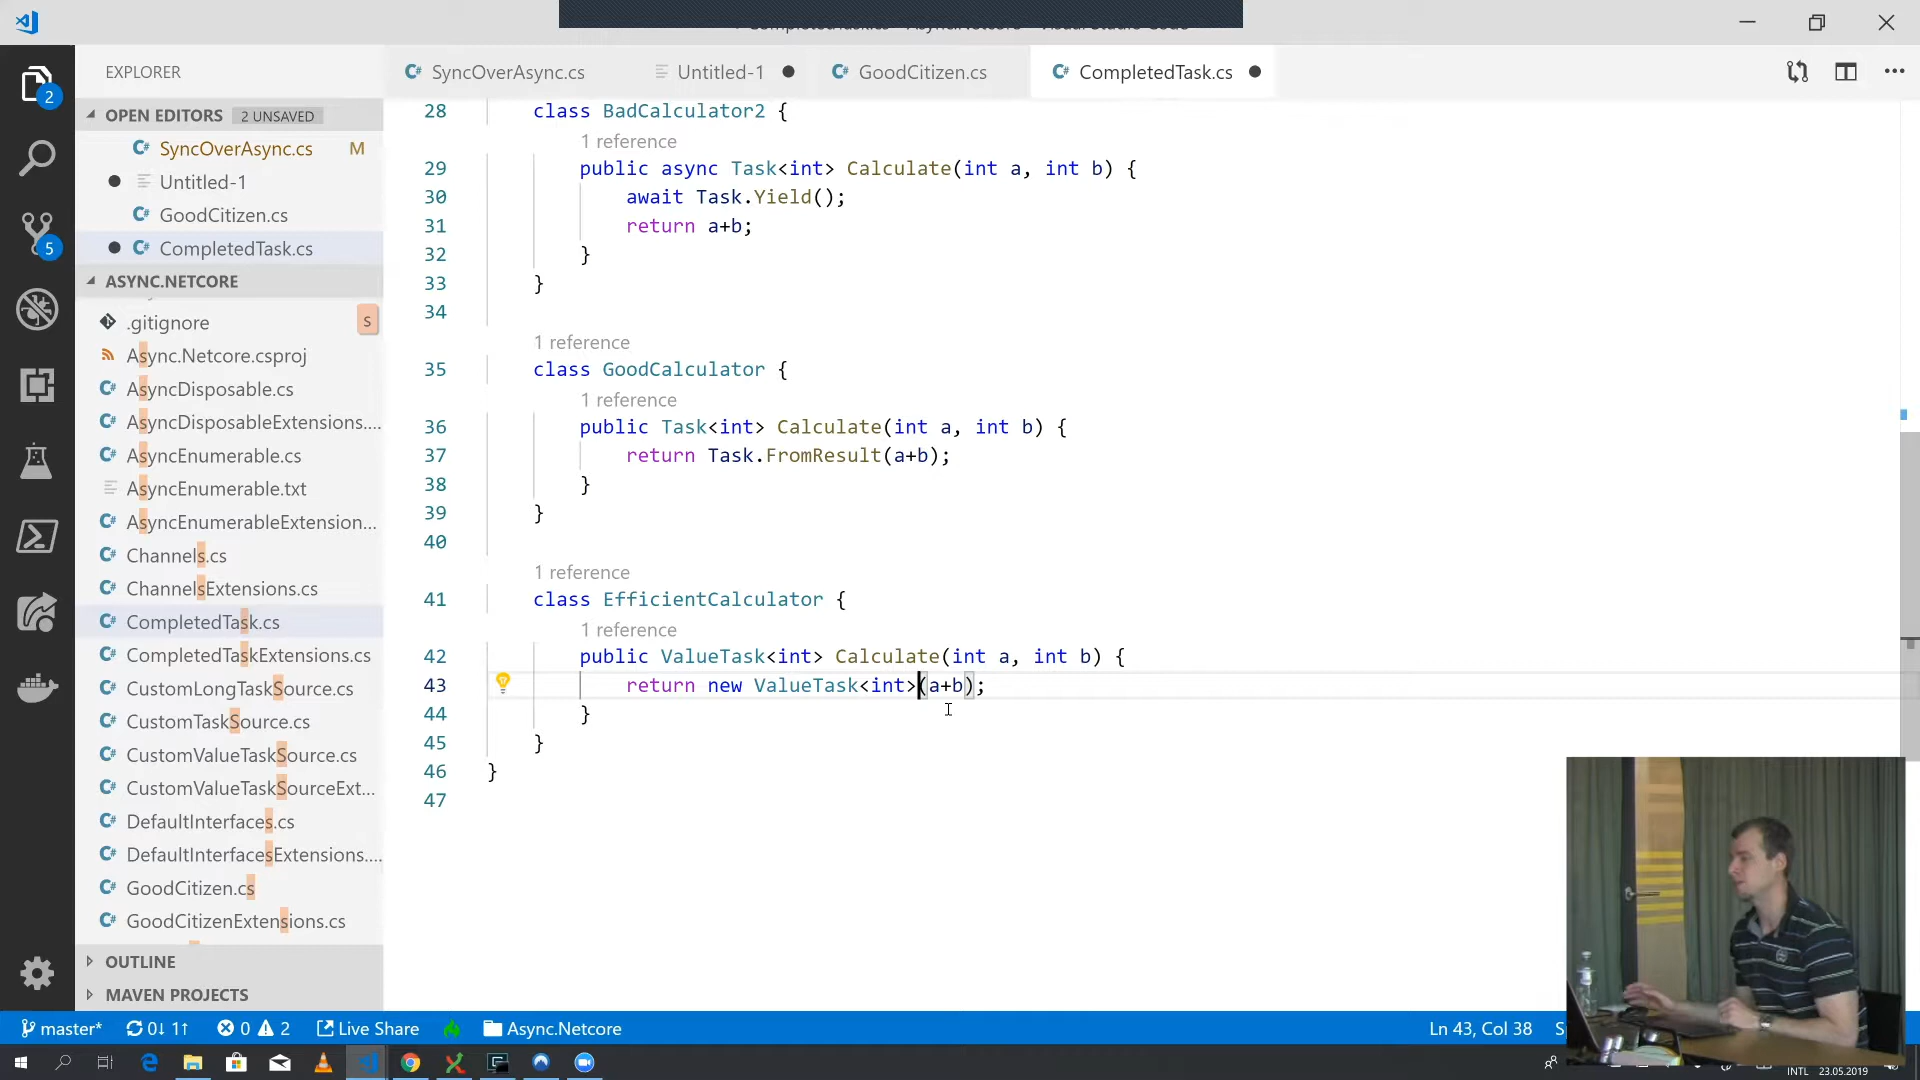 EXPLORER
SyncOverAsync.cs
Untitled-1
GoodCitizen.cs
CompletedTask.cs
OPEN EDITORS 2 UNSAVED
SyncOverAsync.cs M
Untitled-1
GoodCitizen.cs
CompletedTask.cs
ASYNC.NETCORE
.gitignore S
Async.Netcore.csproj
AsyncDisposable.cs
AsyncDisposableExtensions....
AsyncEnumerable.cs
AsyncEnumerable.txt
AsyncEnumerableExtension...
Channels.cs
ChannelsExtensions.cs
CompletedTask.cs
CompletedTaskExtensions.cs
CustomLongTaskSource.cs
CustomTaskSource.cs
CustomValueTaskSource.cs
CustomValueTaskSourceExt...
DefaultInterfaces.cs
DefaultInterfacesExtensions....
GoodCitizen.cs
GoodCitizenExtensions.cs
OUTLINE
MAVEN PROJECTS
2
5
28 class BadCalculator2 {
1 reference
29 public async Task<int> Calculate(int a, int b) {
30 await Task.Yield();
31 return a+b;
32 }
33 }
34
1 reference
35 class GoodCalculator {
1 reference
36 public Task<int> Calculate(int a, int b) {
37 return Task.FromResult(a+b);
38 }
39 }
40
1 reference
41 class EfficientCalculator {
1 reference
42 public ValueTask<int> Calculate(int a, int b) {
43 return new ValueTask<int>(a+b);
44 }
45 }
46 }
47
master* 0↓ 1↑ 0 2 Live Share Async.Netcore Ln 43, Col 38 S
INTL 23.05.2019